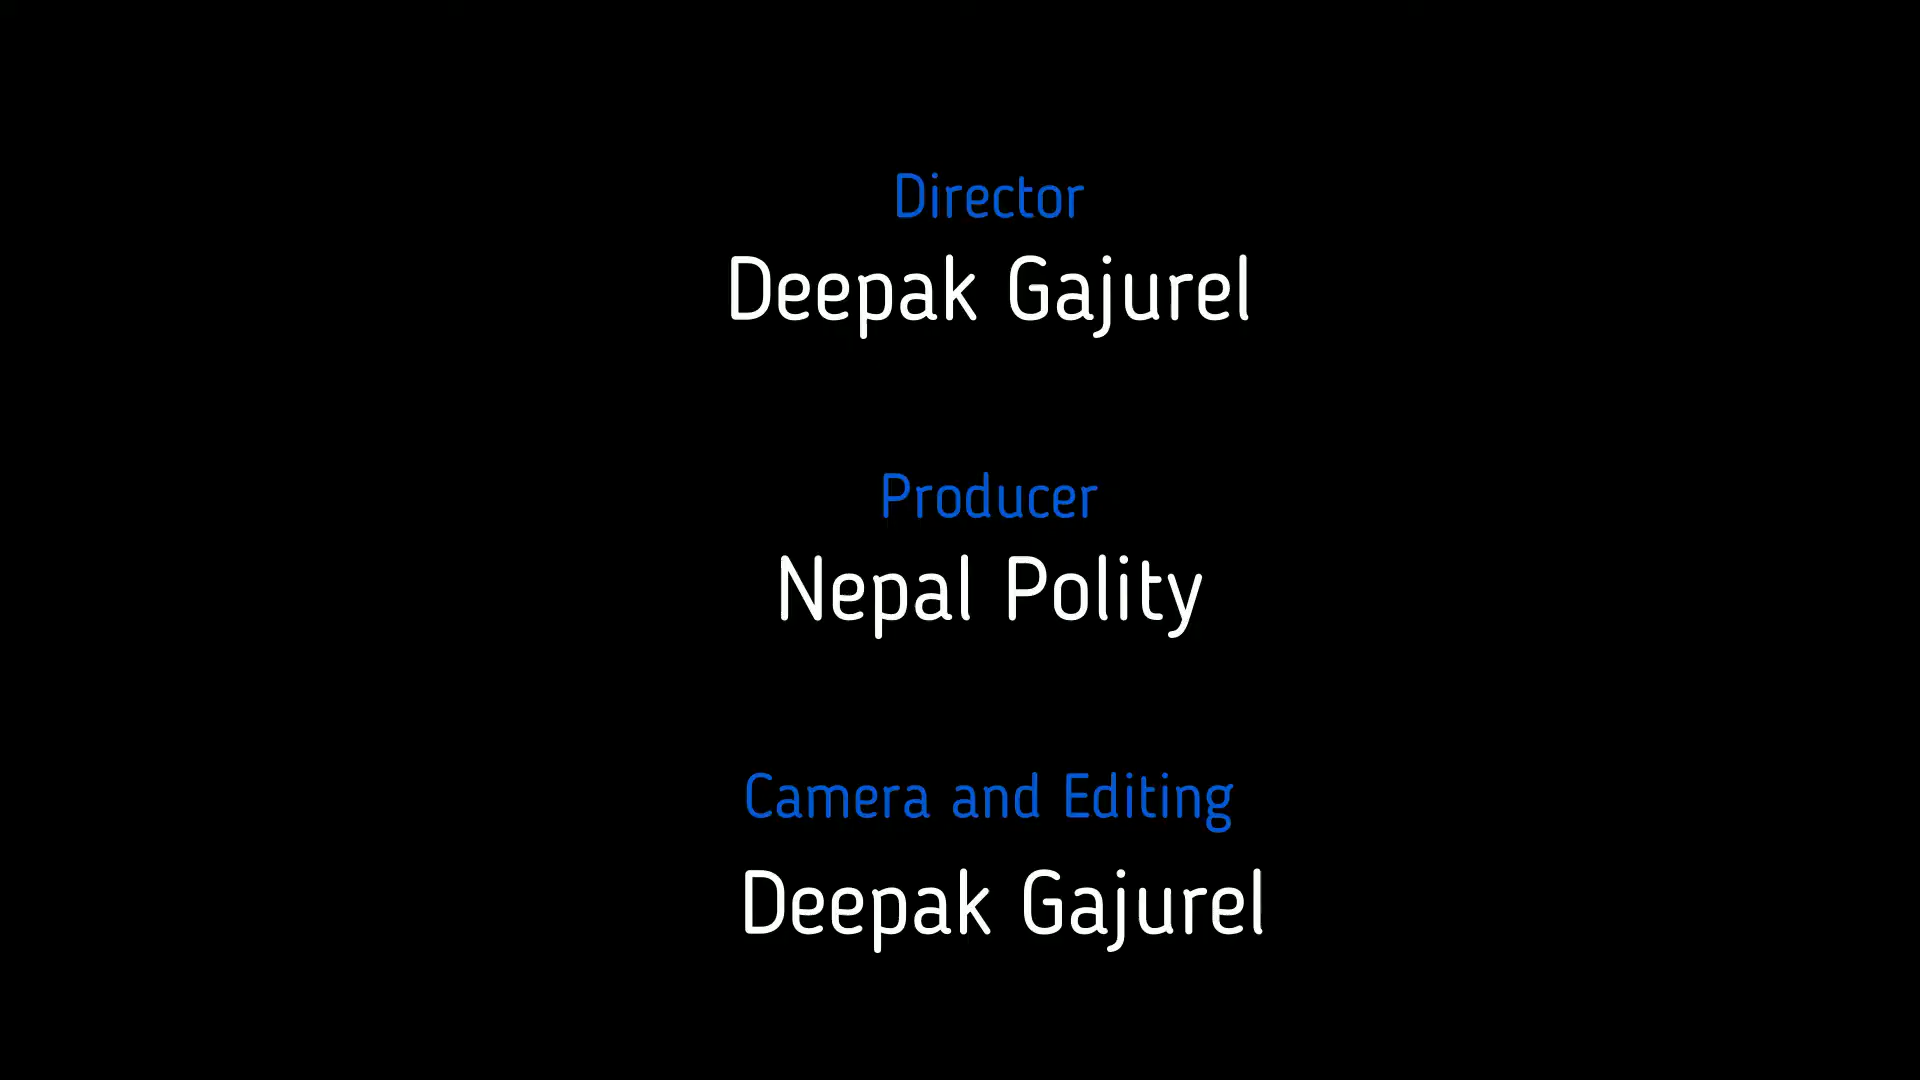 Director
Deepak Gajurel
Producer
Nepal Polity
Camera and Editing
Deepak Gajurel